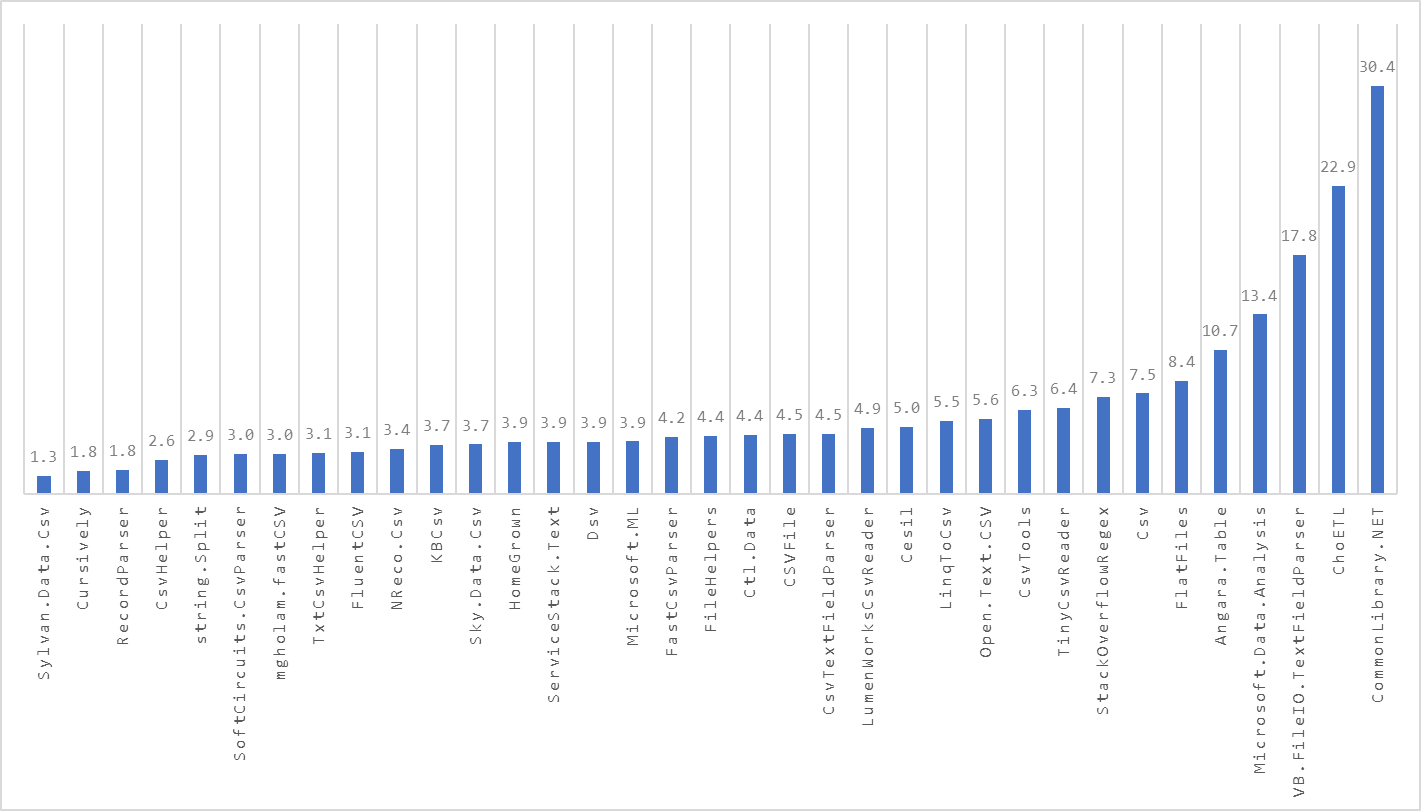 1.3
1.8
1.8
2.6
2.9
3.0
3.0
3.1
3.1
3.4
3.7
3.7
3.9
3.9
3.9
3.9
4.2
4.4
4.4
4.5
4.5
4.9
5.0
5.5
5.6
6.3
6.4
7.3
7.5
8.4
10.7
13.4
17.8
22.9
30.4
Sylvan.Data.Csv
Cursively
RecordParser
CsvHelper
string.Split
SoftCircuits.CsvParser
mgholam.fastCSV
TxtCsvHelper
FluentCSV
NReco.Csv
KBCsv
Sky.Data.Csv
HomeGrown
ServiceStack.Text
Dsv
Microsoft.ML
FastCsvParser
FileHelpers
Ctl.Data
CSVFile
CsvTextFieldParser
LumenWorksCsvReader
Cesil
LinqToCsv
Open.Text.CSV
CsvTools
TinyCsvReader
StackOverflowRegex
Csv
FlatFiles
Angara.Table
Microsoft.Data.Analysis
VB.FileIO.TextFieldParser
ChoETL
CommonLibrary.NET